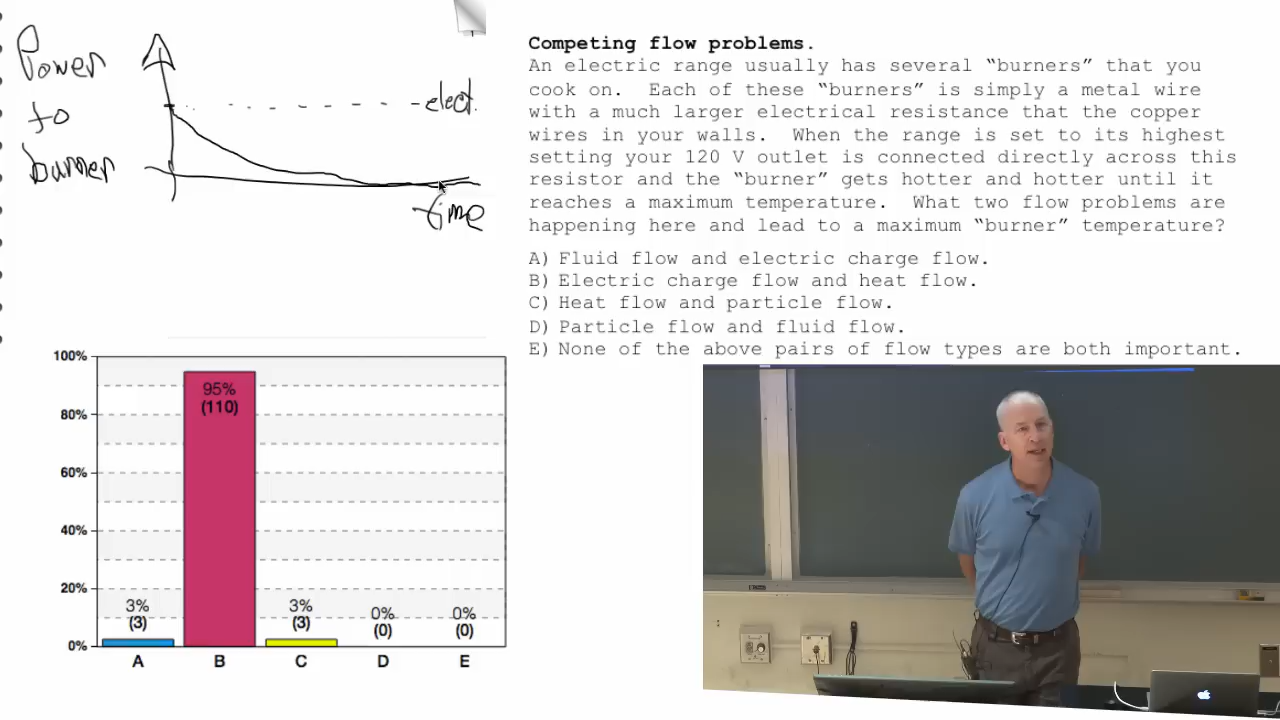 Power
to
burner
elect.
time
Competing flow problems.
An electric range usually has several “burners” that you
cook on. Each of these “burners” is simply a metal wire
with a much larger electrical resistance that the copper
wires in your walls. When the range is set to its highest
setting your 120 V outlet is connected directly across this
resistor and the “burner” gets hotter and hotter until it
reaches a maximum temperature. What two flow problems are
happening here and lead to a maximum “burner” temperature?
A) Fluid flow and electric charge flow.
B) Electric charge flow and heat flow.
C) Heat flow and particle flow.
D) Particle flow and fluid flow.
E) None of the above pairs of flow types are both important.
100%
80%
60%
40%
20%
0%
3%
(3)
95%
(110)
3%
(3)
0%
(0)
0%
(0)
A B C D E